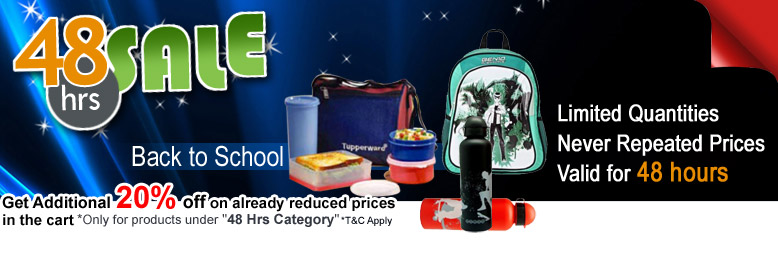 48 SALE
hrs
Back to School
Tupperware
Limited Quantities
Never Repeated Prices
Valid for 48 hours
Get Additional 20% off on already reduced prices
in the cart *Only for products under "48 Hrs Category" *T&C Apply